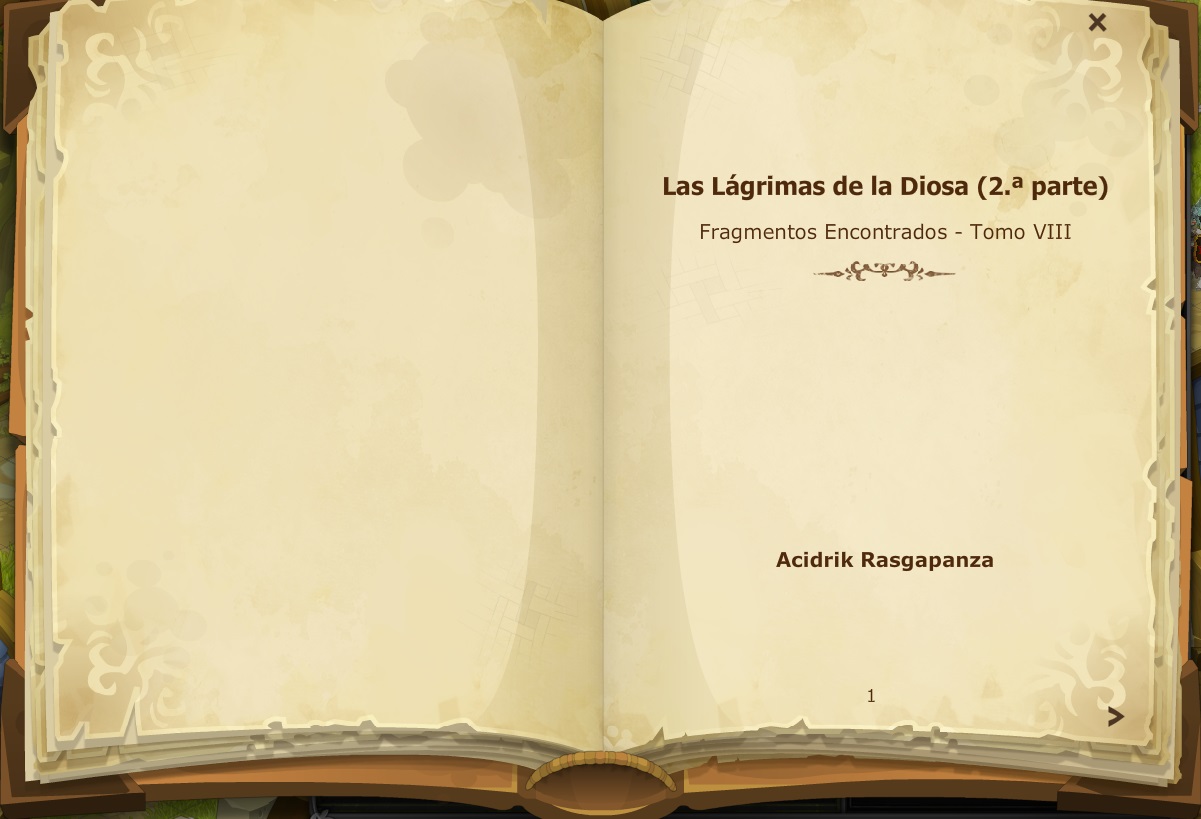 Las Lágrimas de la Diosa (2.ª parte)
Fragmentos Encontrados - Tomo VIII
Acidrik Rasgapanza
1